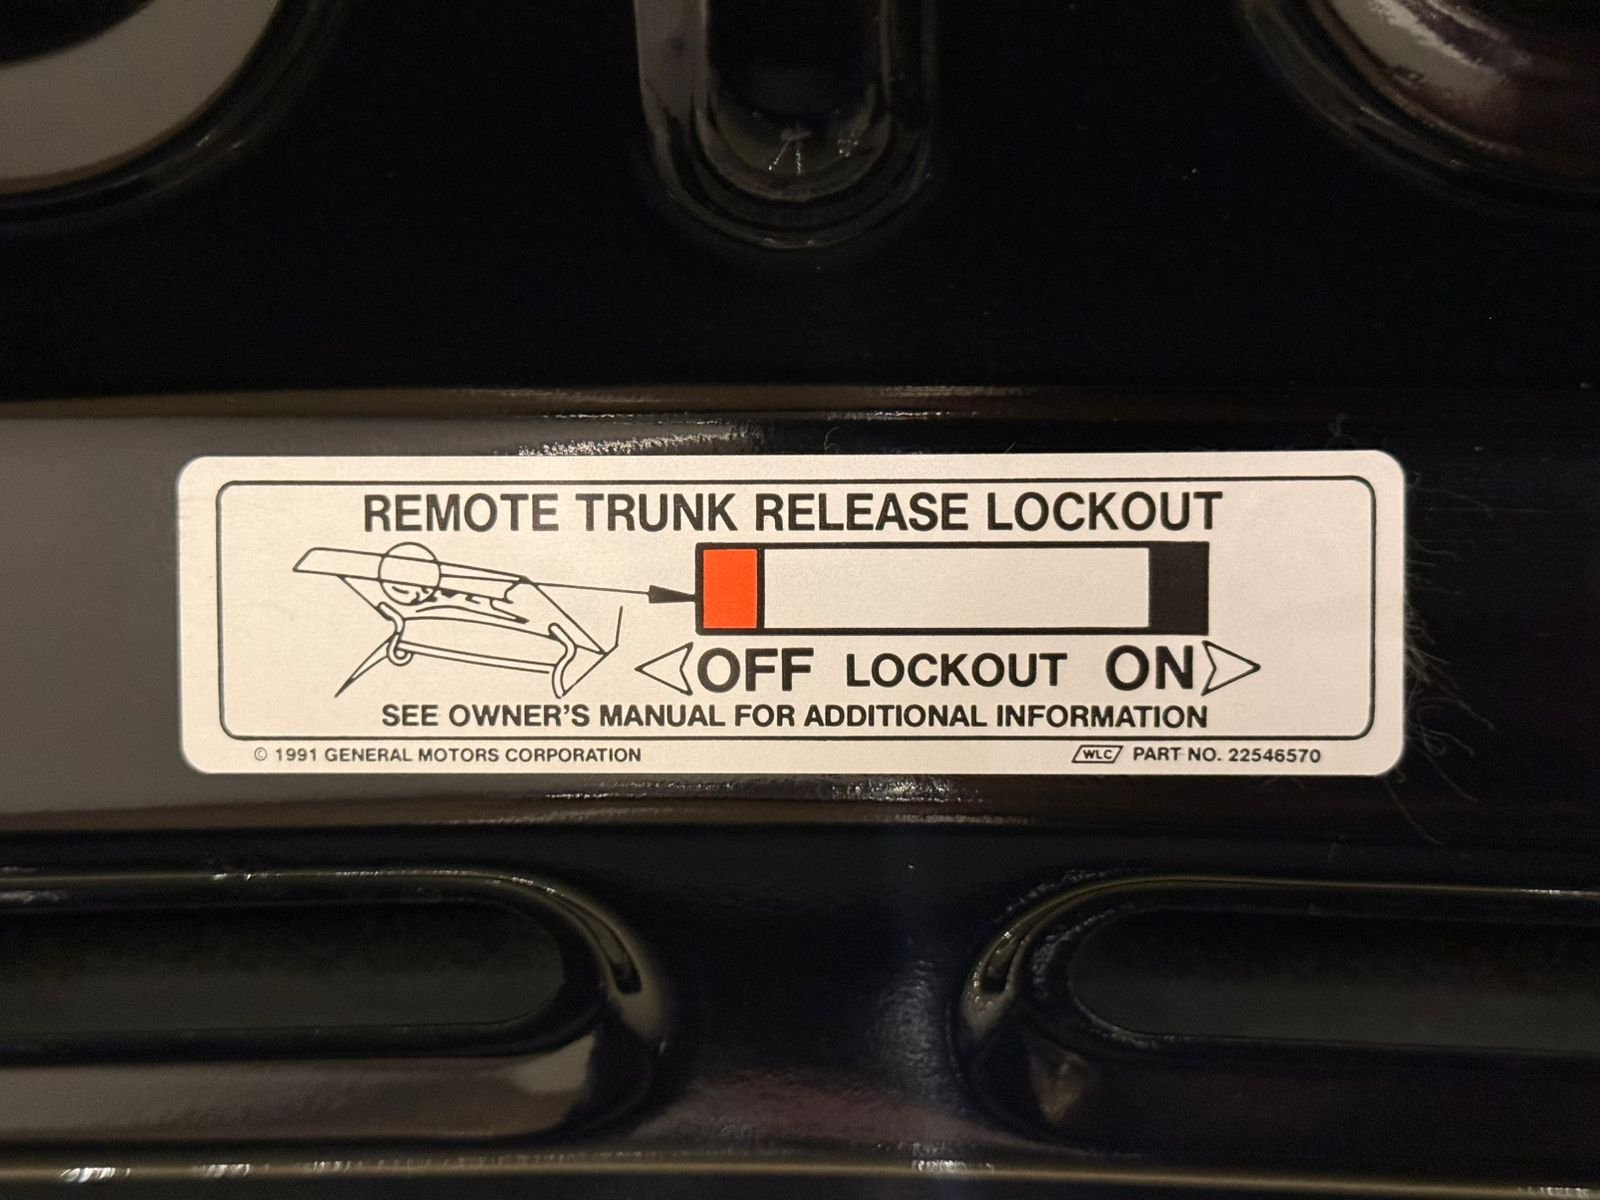 REMOTE TRUNK RELEASE LOCKOUT
OFF LOCKOUT ON
SEE OWNER'S MANUAL FOR ADDITIONAL INFORMATION
© 1991 GENERAL MOTORS CORPORATION WLC PART NO. 22546570